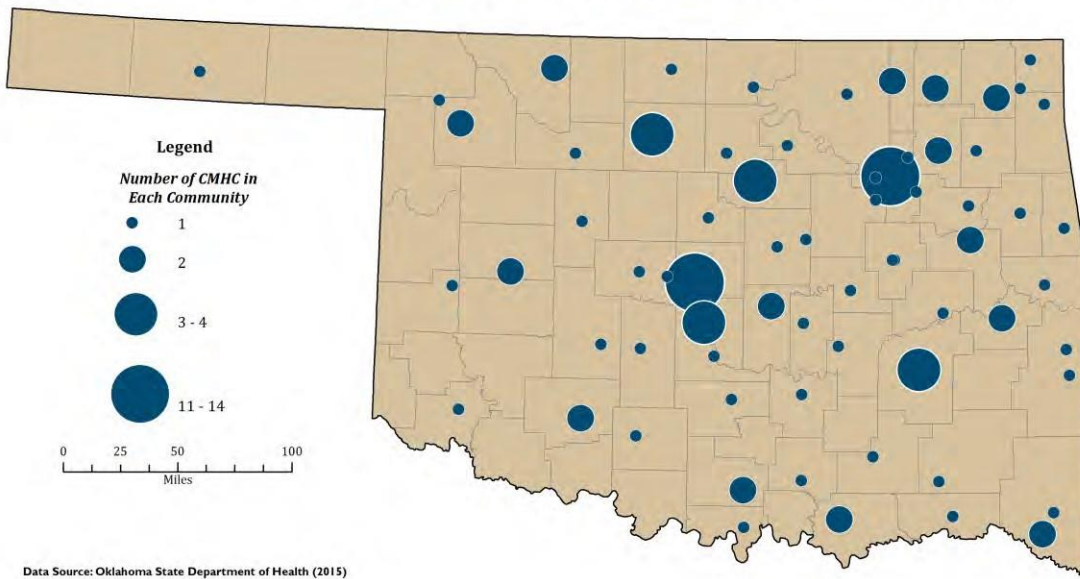 Legend
Number of CMHC in
Each Community
1
2
3 - 4
11 - 14
0 25 50 100
Miles
Data Source: Oklahoma State Department of Health (2015)